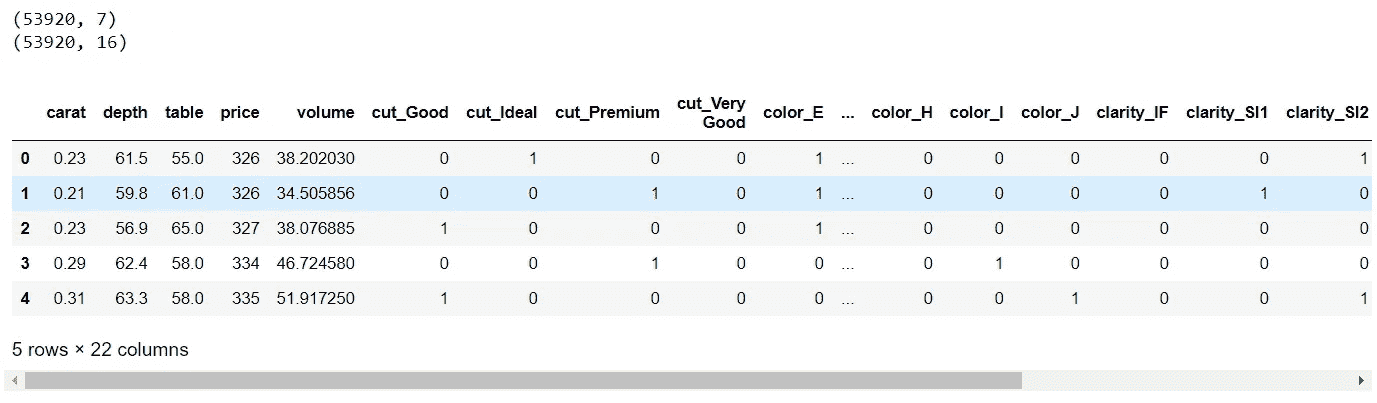 (53920, 7)
(53920, 16)
carat depth table price volume cut_Good cut_Ideal cut_Premium cut_Very Good color_E ... color_H color_I color_J clarity_IF clarity_SI1 clarity_SI2
0 0.23 61.5 55.0 326 38.202030 0 1 0 0 1 ... 0 0 0 0 0 1
1 0.21 59.8 61.0 326 34.505856 0 0 1 0 1 ... 0 0 0 0 1 0
2 0.23 56.9 65.0 327 38.076885 1 0 0 0 1 ... 0 0 0 0 0 0
3 0.29 62.4 58.0 334 46.724580 0 0 1 0 0 ... 0 1 0 0 0 0
4 0.31 63.3 58.0 335 51.917250 1 0 0 0 0 ... 0 0 1 0 0 1
5 rows × 22 columns